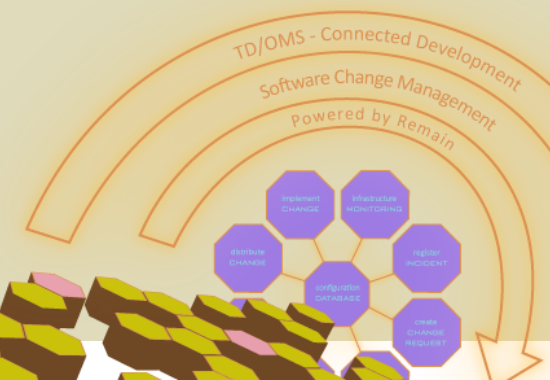 TD/OMS - Connected Development
Software Change Management
Powered by Remain
implement
CHANGE
infrastructure
MONITORING
distribute
CHANGE
register
INCIDENT
configuration
DATABASE
create
CHANGE
REQUEST